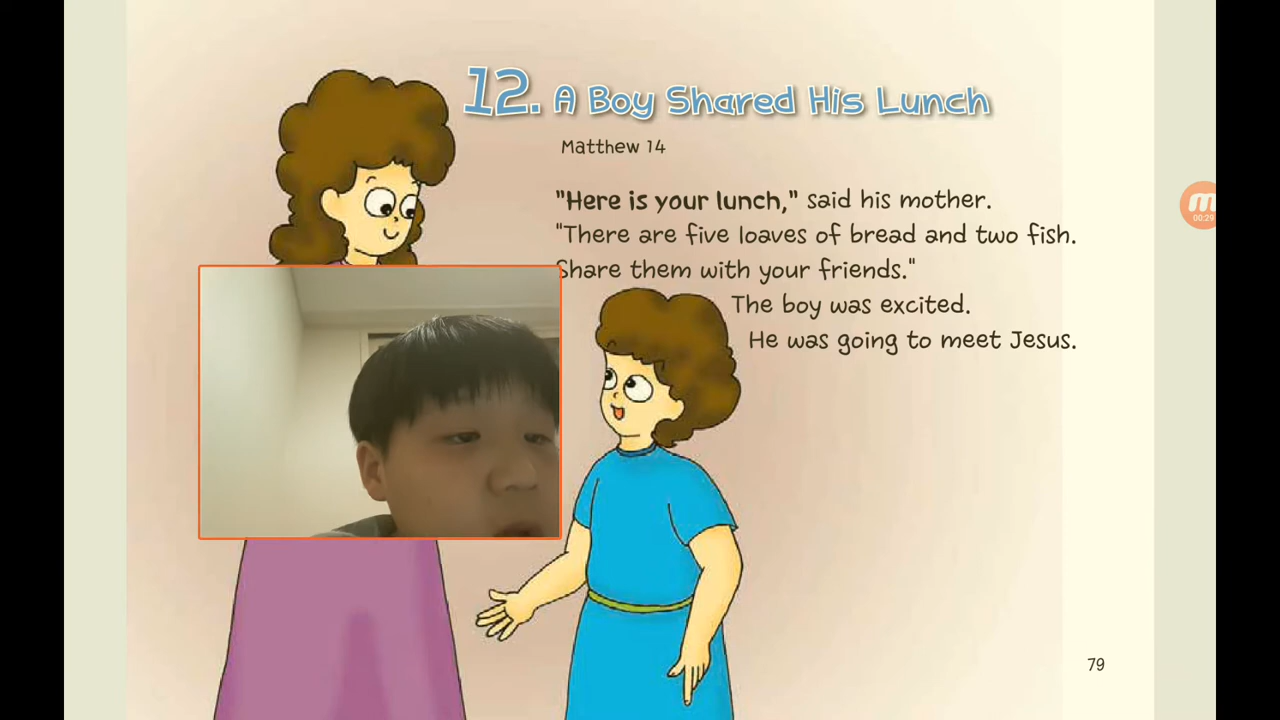 12. A Boy Shared His Lunch
Matthew 14
"Here is your lunch," said his mother.
"There are five loaves of bread and two fish.
Share them with your friends."
The boy was excited.
He was going to meet Jesus.
79
M
00:29